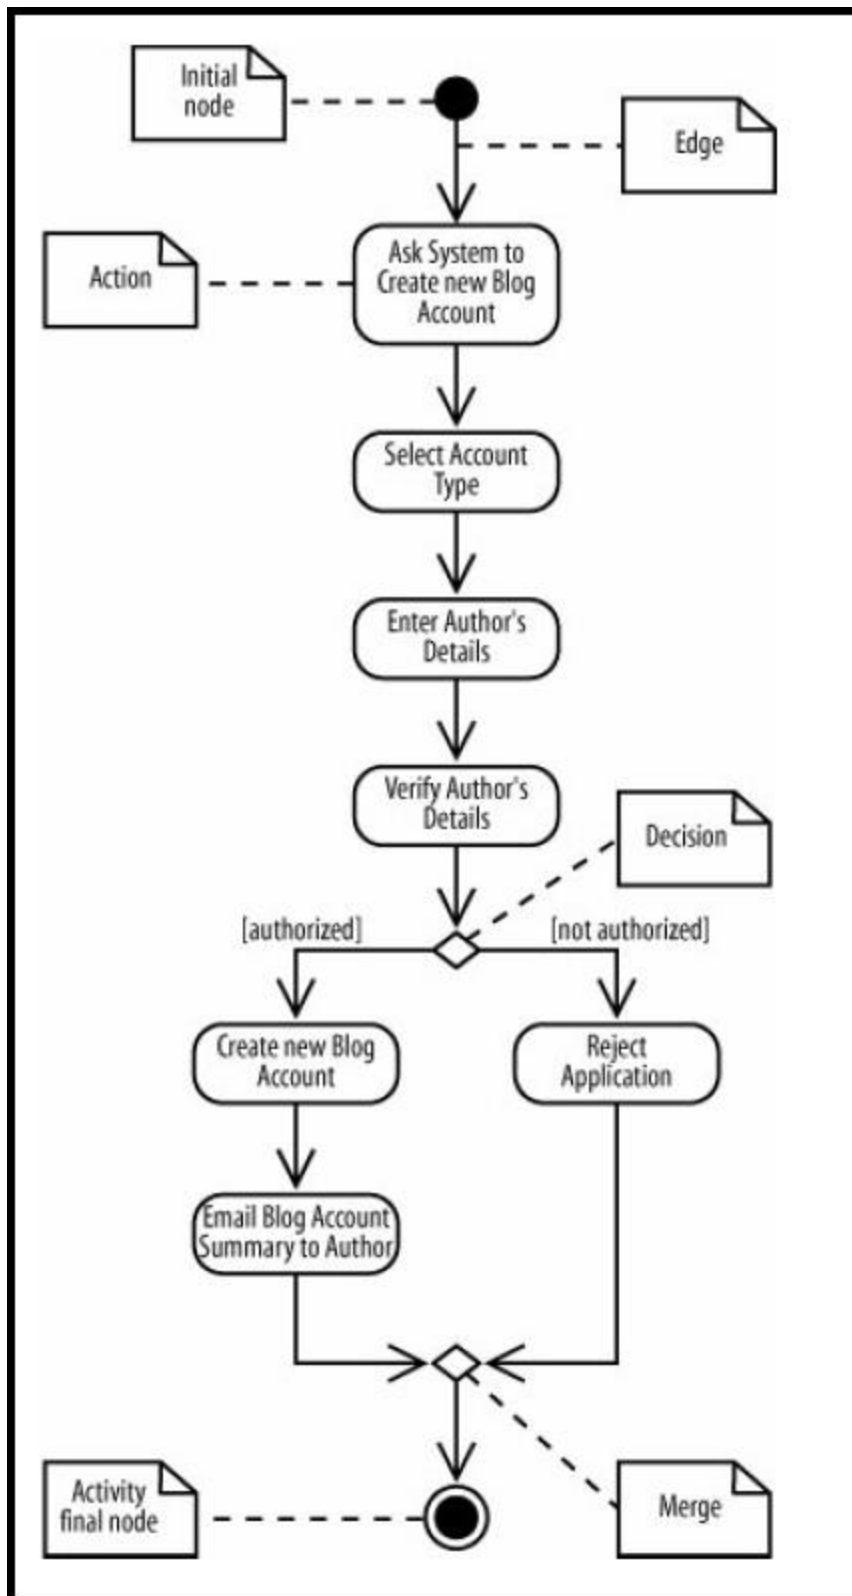 Initial
node
Edge
Ask System to
Create new Blog
Account
Action
Select Account
Type
Enter Author's
Details
Verify Author's
Details
Decision
[authorized]
[not authorized]
Create new Blog
Account
Reject
Application
Email Blog Account
Summary to Author
Activity
final node
Merge